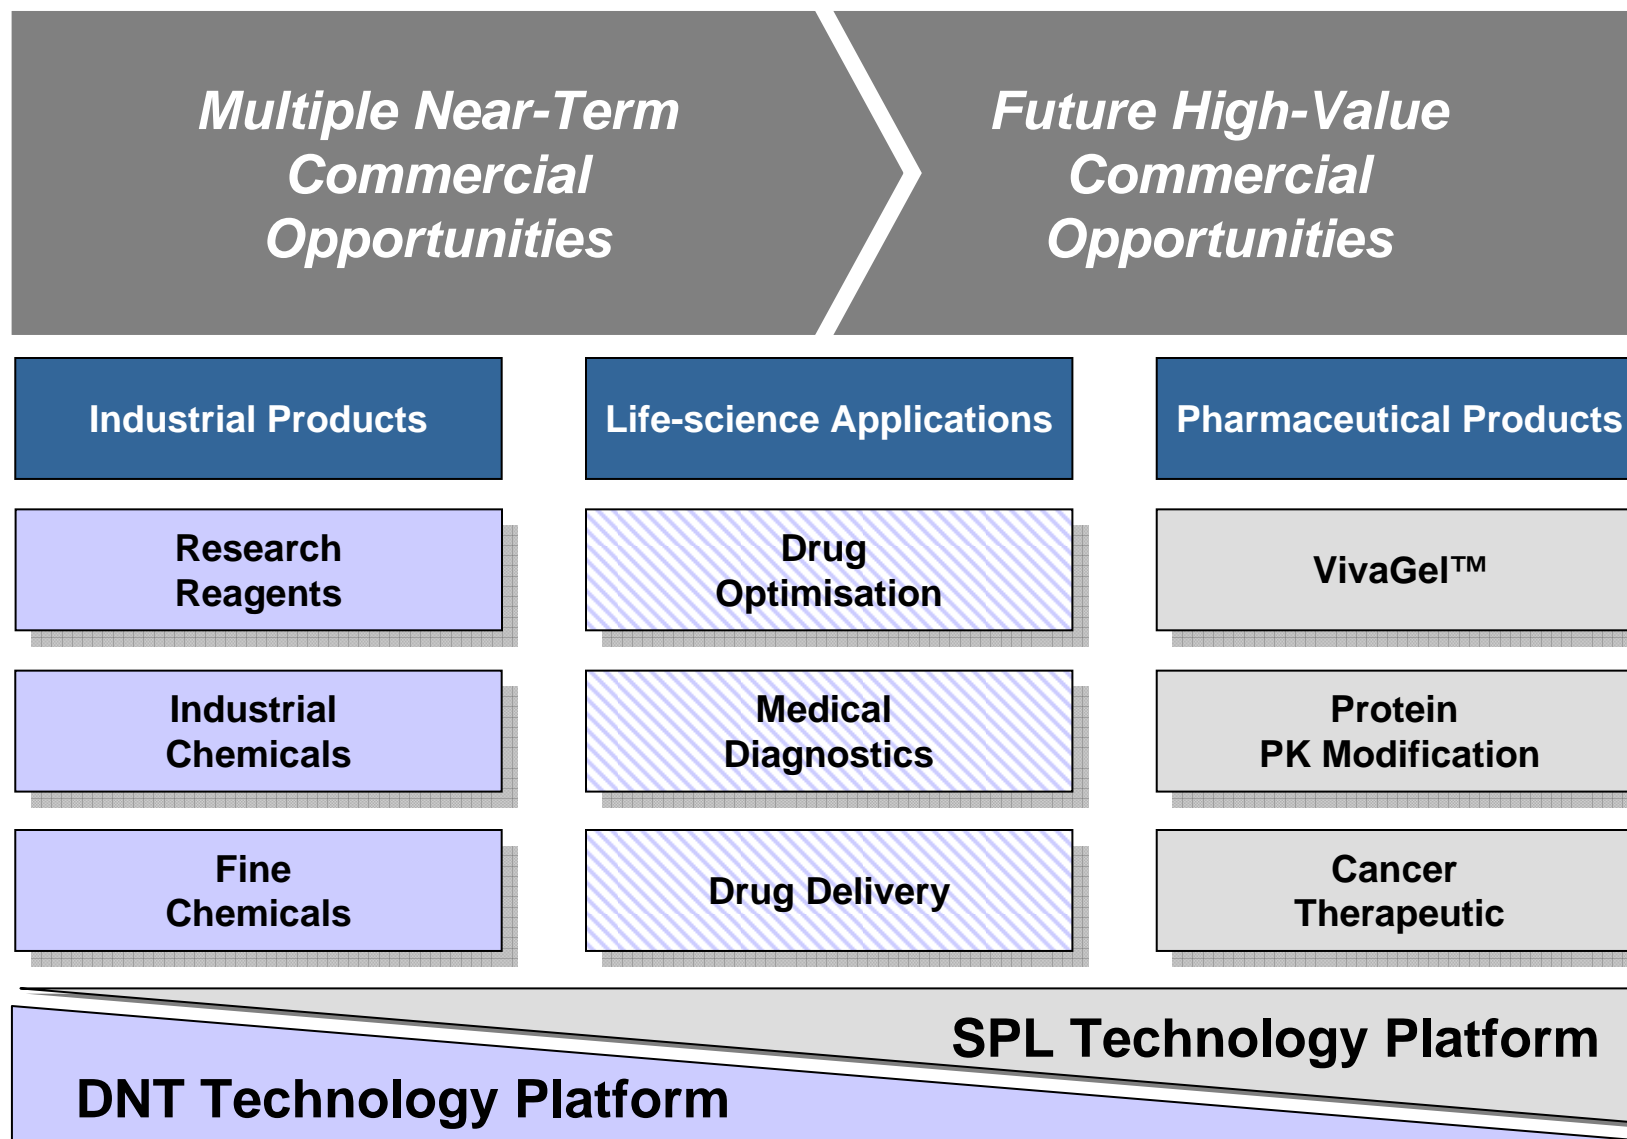 Multiple Near-Term
Commercial
Opportunities
Future High-Value
Commercial
Opportunities
Industrial Products
Life-science Applications
Pharmaceutical Products
Research
Reagents
Drug
Optimisation
VivaGel™
Industrial
Chemicals
Medical
Diagnostics
Protein
PK Modification
Fine
Chemicals
Drug Delivery
Cancer
Therapeutic
SPL Technology Platform
DNT Technology Platform